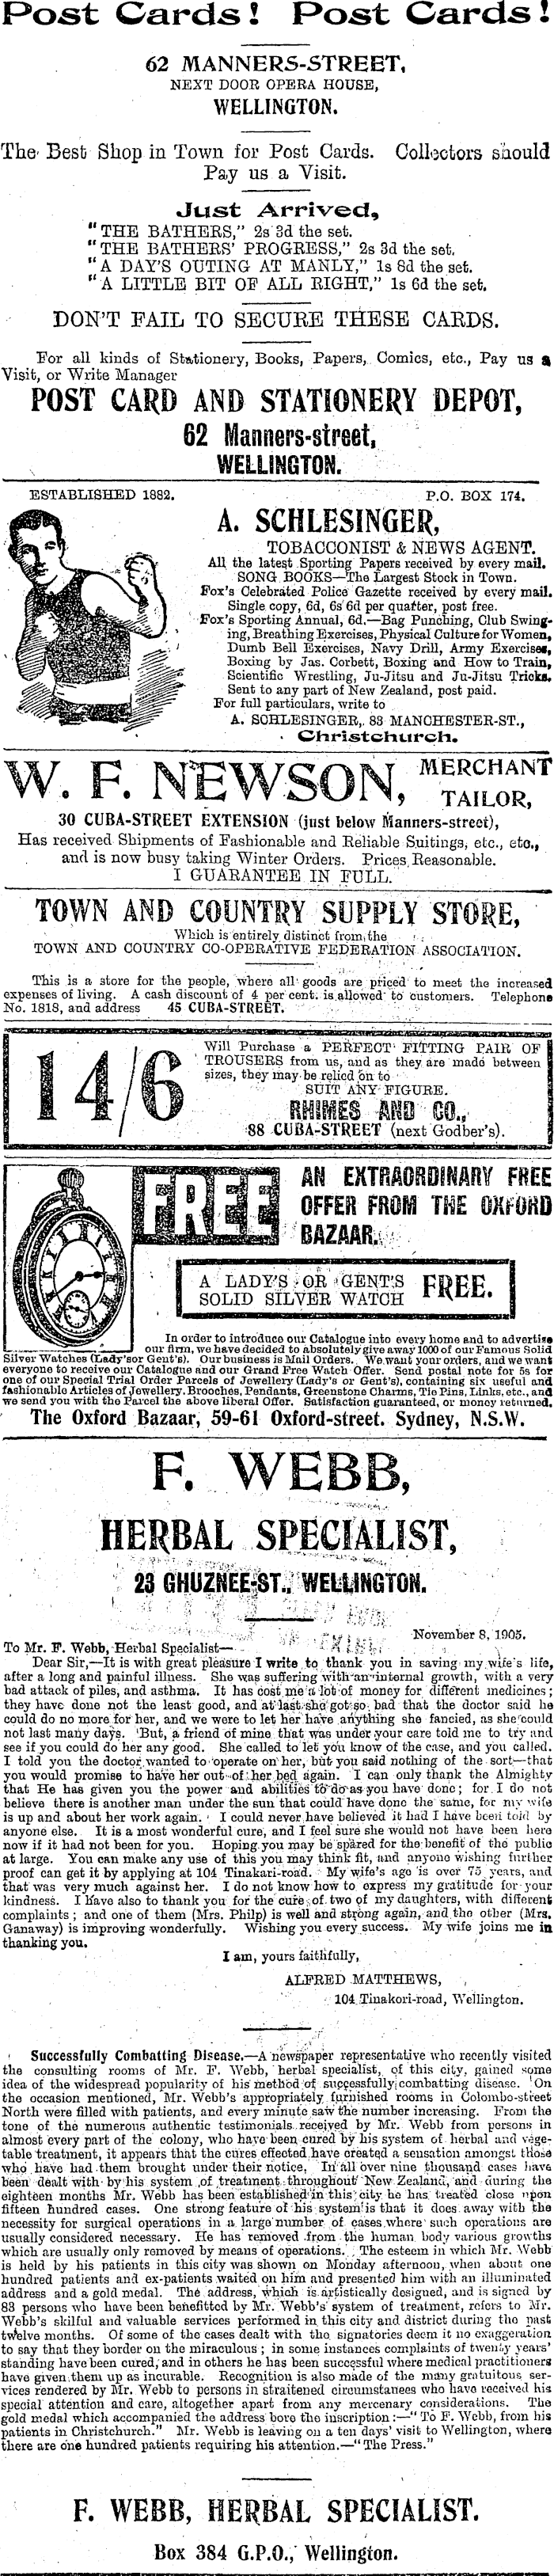 Post Cards! Post Cards!
62 MANNERS-STREET,
NEXT DOOR OPERA HOUSE,
WELLINGTON.
The Best Shop in Town for Post Cards. Collectors should
Pay us a Visit.
Just Arrived,
"THE BATHERS," 2s 3d the set.
"THE BATHERS' PROGRESS," 2s 3d the set.
"A DAY'S OUTING AT MANLY," 1s 8d the set.
"A LITTLE BIT OF ALL RIGHT," 1s 6d the set.
DON'T FAIL TO SECURE THESE CARDS.
For all kinds of Stationery, Books, Papers, Comics, etc., Pay us a
Visit, or Write Manager
POST CARD AND STATIONERY DEPOT,
62 Manners-street,
WELLINGTON.
ESTABLISHED 1882. P.O. BOX 174.
A. SCHLESINGER,
TOBACCONIST & NEWS AGENT.
All the latest Sporting Papers received by every mail.
SONG BOOKS—The Largest Stock in Town.
Fox's Celebrated Police Gazette received by every mail.
Single copy, 6d, 6s 6d per quarter, post free.
Fox's Sporting Annual, 6d.—Bag Punching, Club Swing-
ing, Breathing Exercises, Physical Culture for Women,
Dumb Bell Exercises, Navy Drill, Army Exercises,
Boxing by Jas. Corbett, Boxing and How to Train,
Scientific Wrestling, Ju-Jitsu and Ju-Jitsu Tricks.
Sent to any part of New Zealand, post paid.
For full particulars, write to
A. SCHLESINGER, 83 MANCHESTER-ST.,
Christchurch.
W. F. NEWSON, MERCHANT
TAILOR,
30 CUBA-STREET EXTENSION (just below Manners-street),
Has received Shipments of Fashionable and Reliable Suitings, etc., etc.,
and is now busy taking Winter Orders. Prices Reasonable.
I GUARANTEE IN FULL.
TOWN AND COUNTRY SUPPLY STORE,
Which is entirely distinct from the
TOWN AND COUNTRY CO-OPERATIVE FEDERATION ASSOCIATION.
This is a store for the people, where all goods are priced to meet the increased
expenses of living. A cash discount of 4 per cent. is allowed to customers. Telephone
No. 1818, and address 45 CUBA-STREET.
14/6
Will Purchase a PERFECT FITTING PAIR OF
TROUSERS from us, and as they are made between
sizes, they may be relied on to
SUIT ANY FIGURE.
RHIMES AND CO.,
88 CUBA-STREET (next Godber's).
FREE
AN EXTRAORDINARY FREE
OFFER FROM THE OXFORD
BAZAAR.
A LADY'S OR GENT'S
SOLID SILVER WATCH FREE.
In order to introduce our Catalogue into every home and to advertise
our firm, we have decided to absolutely give away 1000 of our Famous Solid
Silver Watches (Lady's or Gent's). Our business is Mail Orders. We want your orders, and we want
everyone to receive our Catalogue and our Grand Free Watch Offer. Send postal note for 5s for
one of our Special Trial Order Parcels of Jewellery (Lady's or Gent's), containing six useful and
fashionable Articles of Jewellery. Brooches, Pendants, Greenstone Charms, Tie Pins, Links, etc., and
we send you with the Parcel the above liberal Offer. Satisfaction guaranteed, or money returned.
The Oxford Bazaar, 59-61 Oxford-street. Sydney, N.S.W.
F. WEBB,
HERBAL SPECIALIST,
23 GHUZNEE-ST., WELLINGTON.
November 8, 1905.
To Mr. F. Webb, Herbal Specialist—
Dear Sir,—It is with great pleasure I write to thank you in saving my wife's life,
after a long and painful illness. She was suffering with an internal growth, with a very
bad attack of piles, and asthma. It has cost me a lot of money for different medicines;
they have done not the least good, and at last she got so bad that the doctor said he
could do no more for her, and we were to let her have anything she fancied, as she could
not last many days. But, a friend of mine that was under your care told me to try and
see if you could do her any good. She called to let you know of the case, and you called.
I told you the doctor wanted to operate on her, but you said nothing of the sort—that
you would promise to have her out of her bed again. I can only thank the Almighty
that He has given you the power and abilities to do as you have done; for I do not
believe there is another man under the sun that could have done the same, for my wife
is up and about her work again. I could never have believed it had I have been told by
anyone else. It is a most wonderful cure, and I feel sure she would not have been here
now if it had not been for you. Hoping you may be spared for the benefit of the public
at large. You can make any use of this you may think fit, and anyone wishing further
proof can get it by applying at 104 Tinakari-road. My wife's age is over 75 years, and
that was very much against her. I do not know how to express my gratitude for your
kindness. I have also to thank you for the cure of two of my daughters, with different
complaints; and one of them (Mrs. Philp) is well and strong again, and the other (Mrs.
Ganaway) is improving wonderfully. Wishing you every success. My wife joins me in
thanking you.
I am, yours faithfully,
ALFRED MATTHEWS,
104 Tinakori-road, Wellington.
Successfully Combatting Disease.—A newspaper representative who recently visited
the consulting rooms of Mr. F. Webb, herbal specialist, of this city, gained some
idea of the widespread popularity of his method of successfully combatting disease. On
the occasion mentioned, Mr. Webb's appropriately furnished rooms in Colombo-street
North were filled with patients, and every minute saw the number increasing. From the
tone of the numerous authentic testimonials received by Mr. Webb from persons in
almost every part of the colony, who have been cured by his system of herbal and vege-
table treatment, it appears that the cures effected have created a sensation amongst those
who have had them brought under their notice. In all over nine thousand cases have
been dealt with by his system of treatment throughout New Zealand, and during the
eighteen months Mr. Webb has been established in this city he has treated close upon
fifteen hundred cases. One strong feature of his system is that it does away with the
necessity for surgical operations in a large number of cases where such operations are
usually considered necessary. He has removed from the human body various growths
which are usually only removed by means of operations. The esteem in which Mr. Webb
is held by his patients in this city was shown on Monday afternoon, when about one
hundred patients and ex-patients waited on him and presented him with an illuminated
address and a gold medal. The address, which is artistically designed, and is signed by
83 persons who have been benefitted by Mr. Webb's system of treatment, refers to Mr.
Webb's skilful and valuable services performed in this city and district during the past
twelve months. Of some of the cases dealt with the signatories deem it no exaggeration
to say that they border on the miraculous; in some instances complaints of twenty years'
standing have been cured, and in others he has been successful where medical practitioners
have given them up as incurable. Recognition is also made of the many gratuitous ser-
vices rendered by Mr. Webb to persons in straitened circumstances who have received his
special attention and care, altogether apart from any mercenary considerations. The
gold medal which accompanied the address bore the inscription:—"To F. Webb, from his
patients in Christchurch." Mr. Webb is leaving on a ten days' visit to Wellington, where
there are one hundred patients requiring his attention.—"The Press."
F. WEBB, HERBAL SPECIALIST.
Box 384 G.P.O., Wellington.